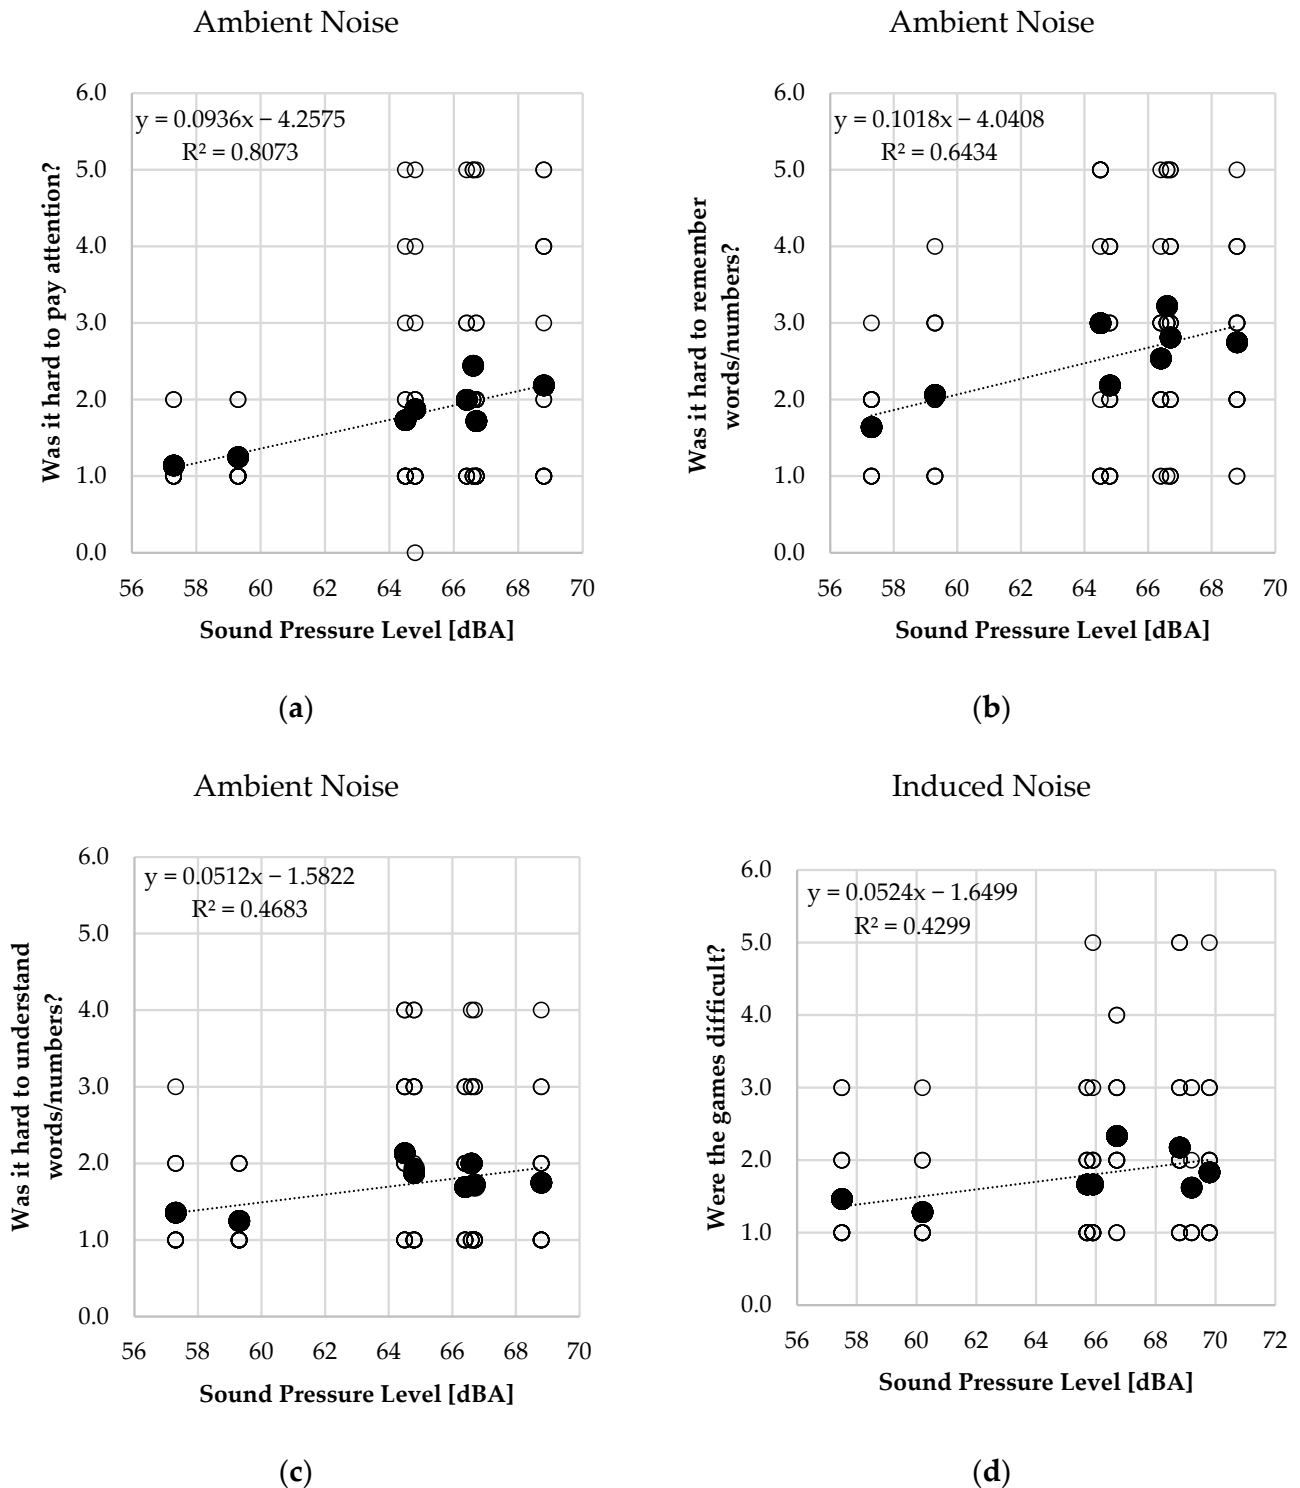 Ambient Noise
6.0
5.0
4.0
3.0
2.0
1.0
0.0
y = 0.0936x − 4.2575
R² = 0.8073
Was it hard to pay attention?
56 58 60 62 64 66 68 70
Sound Pressure Level [dBA]
(a)
Ambient Noise
6.0
5.0
4.0
3.0
2.0
1.0
0.0
y = 0.1018x − 4.0408
R² = 0.6434
Was it hard to remember
words/numbers?
56 58 60 62 64 66 68 70
Sound Pressure Level [dBA]
(b)
Ambient Noise
6.0
5.0
4.0
3.0
2.0
1.0
0.0
y = 0.0512x − 1.5822
R² = 0.4683
Was it hard to understand
words/numbers?
56 58 60 62 64 66 68 70
Sound Pressure Level [dBA]
(c)
Induced Noise
6.0
5.0
4.0
3.0
2.0
1.0
0.0
y = 0.0524x − 1.6499
R² = 0.4299
Were the games difficult?
56 58 60 62 64 66 68 70 72
Sound Pressure Level [dBA]
(d)